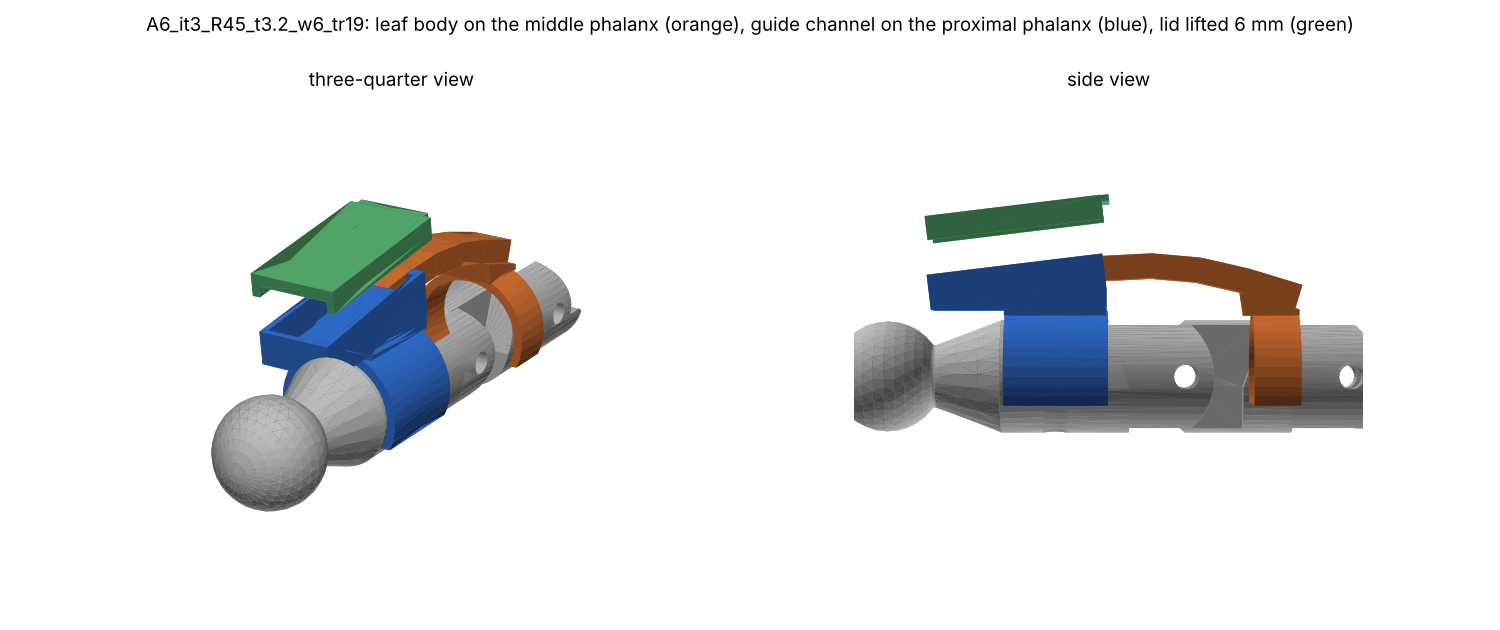 A6_it3_R45_t3.2_w6_tr19: leaf body on the middle phalanx (orange), guide channel on the proximal phalanx (blue), lid lifted 6 mm (green)
three-quarter view
side view